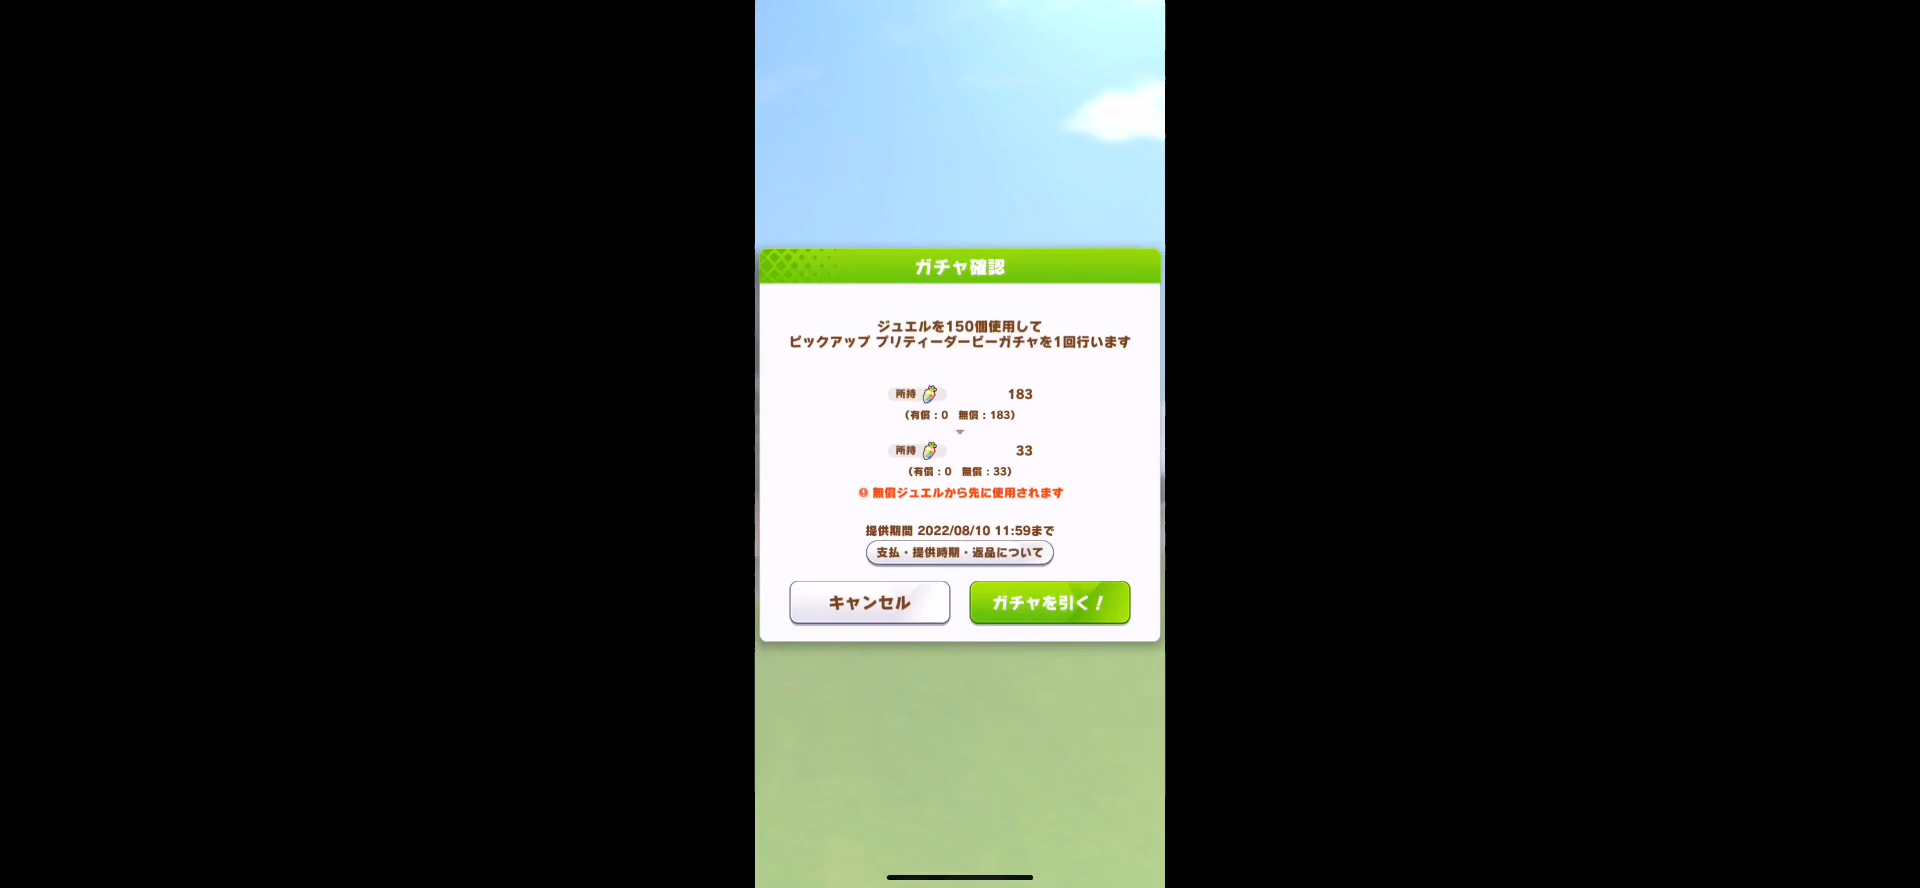 ガチャ確認
ジュエルを150個使用して
ピックアップ プリティーダービーガチャを1回行います
所持 183
(有償：0 無償：183)
所持 33
(有償：0 無償：33)
無償ジュエルから先に使用されます
提供期間 2022/08/10 11:59まで
支払・提供時期・返品について
キャンセル
ガチャを引く！